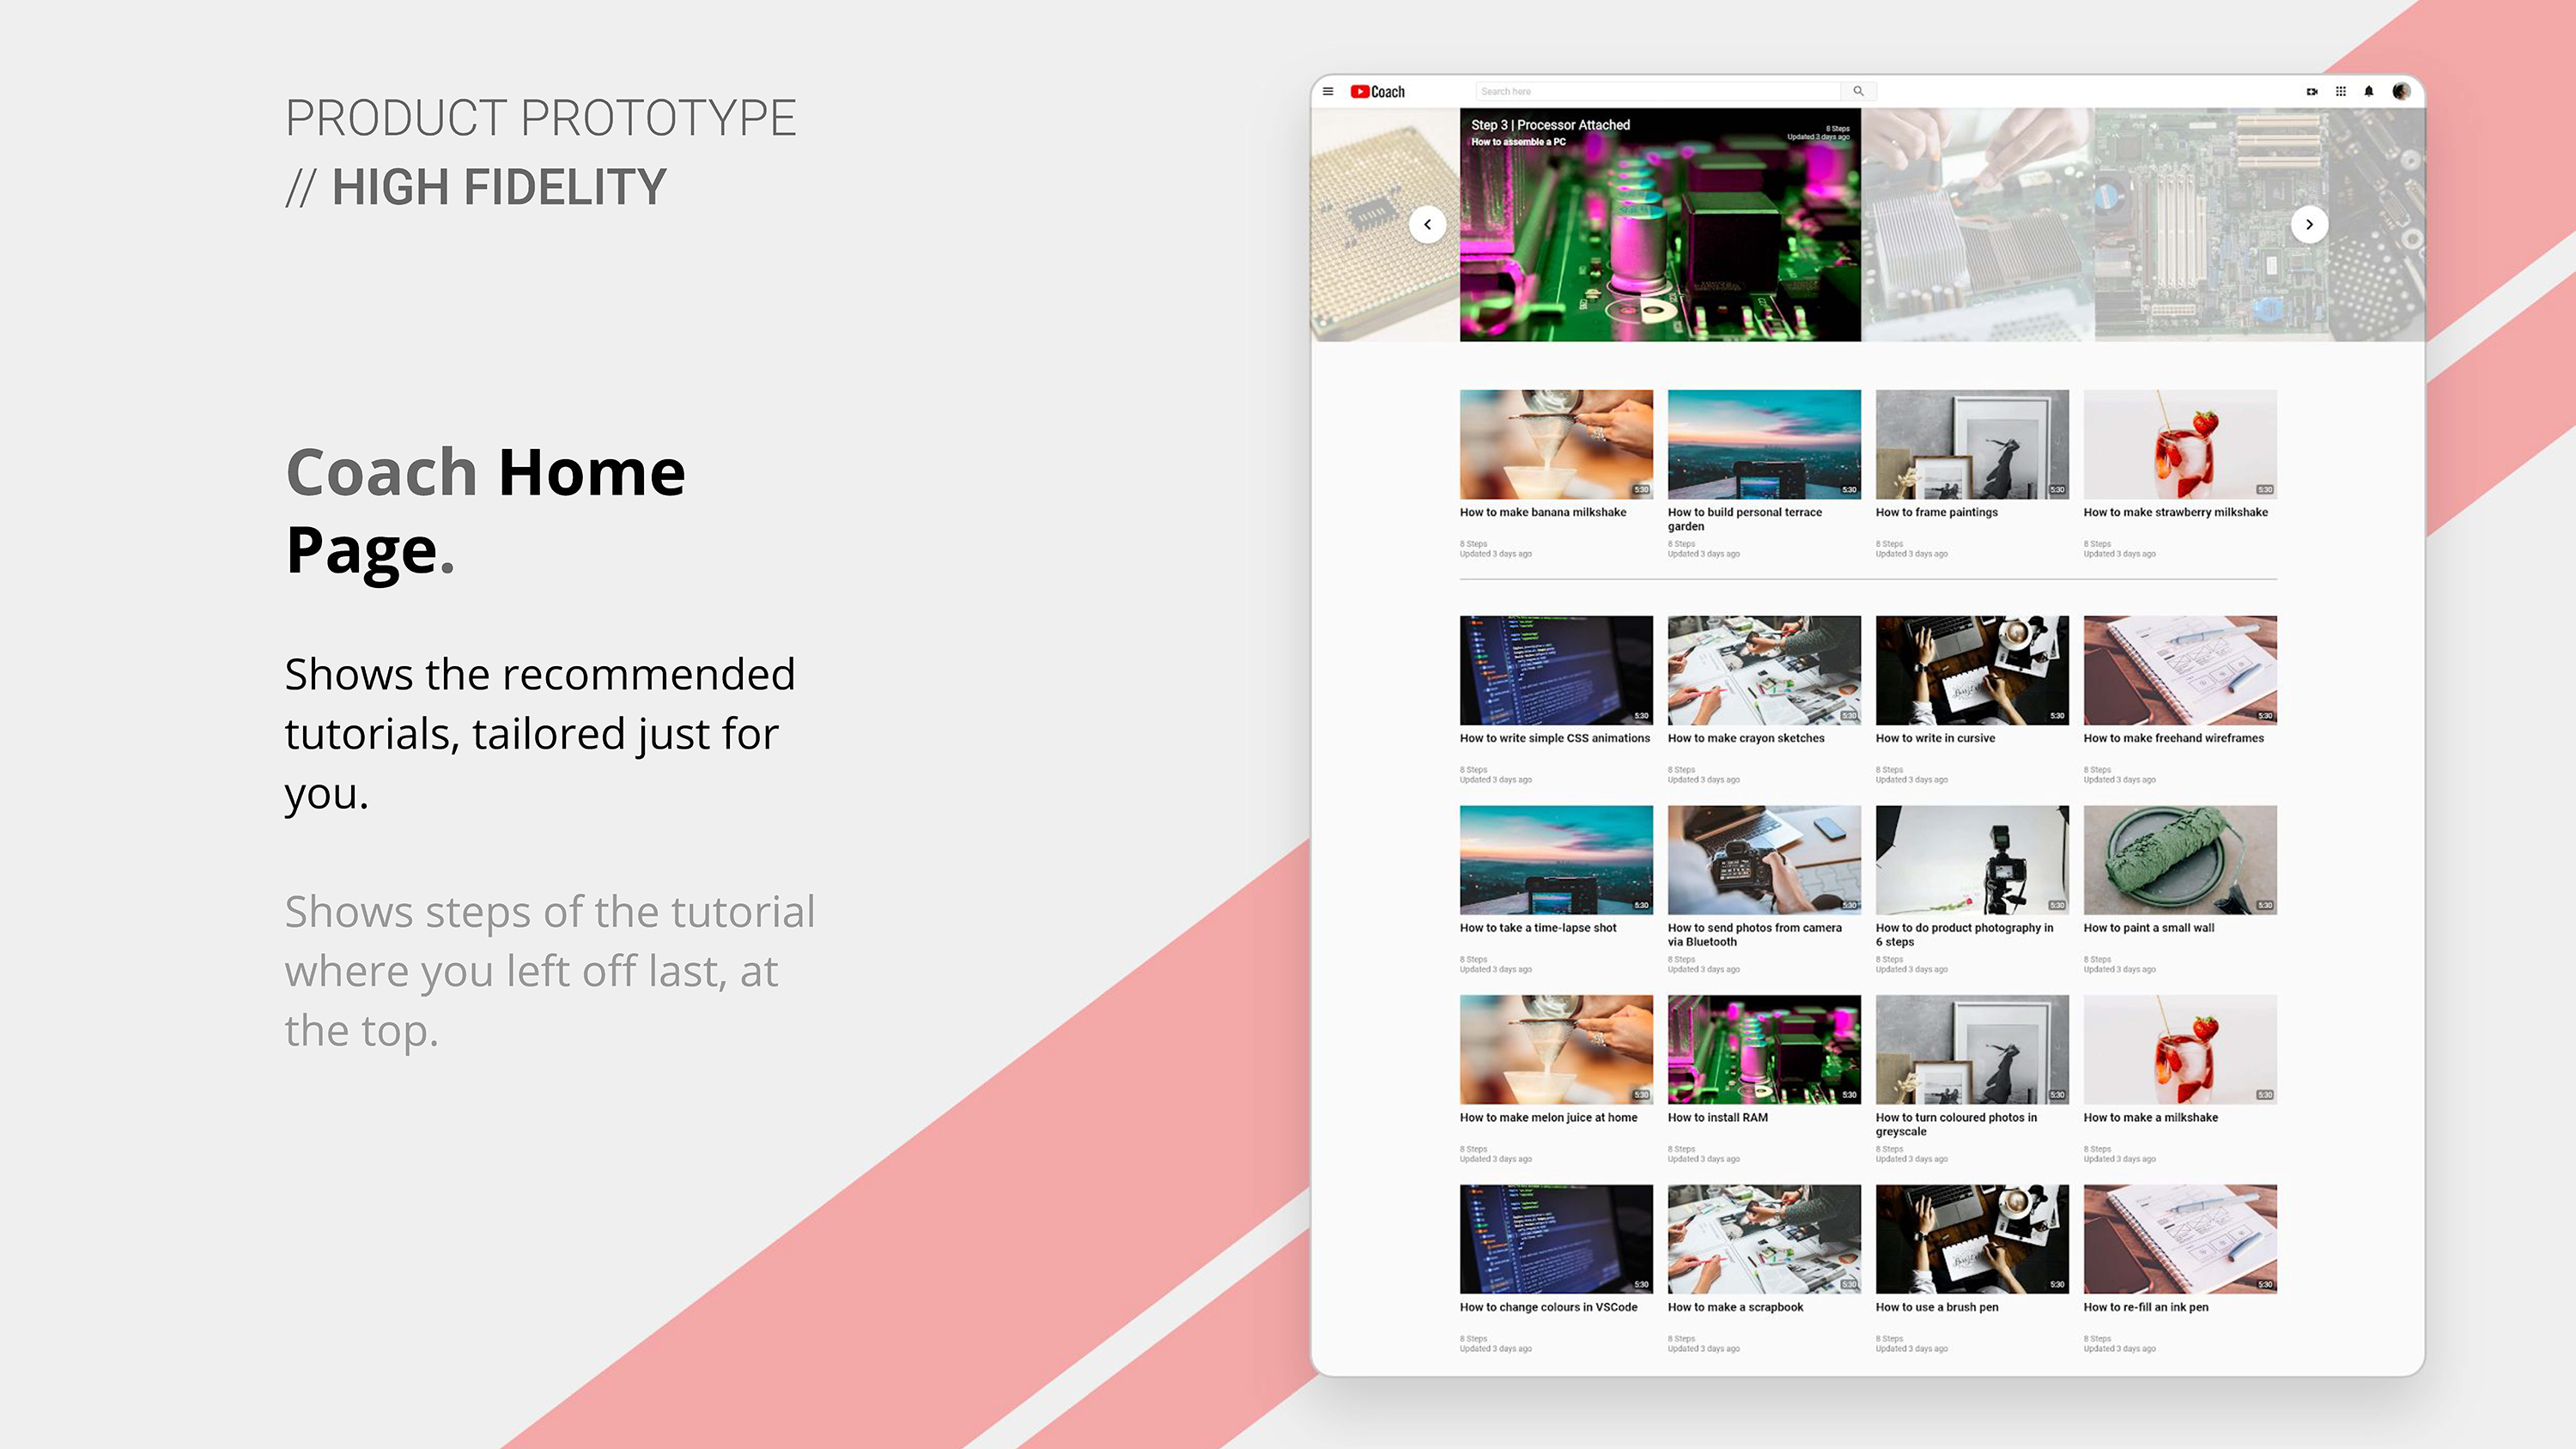 PRODUCT PROTOTYPE
// HIGH FIDELITY
Coach Home
Page.
Shows the recommended
tutorials, tailored just for
you.
Shows steps of the tutorial
where you left off last, at
the top.
Coach
Search here
Step 3 | Processor Attached
How to assemble a PC
8 Steps
Updated 3 days ago
5:30
5:30
5:30
5:30
How to make banana milkshake
How to build personal terrace
garden
How to frame paintings
How to make strawberry milkshake
8 Steps
Updated 3 days ago
8 Steps
Updated 3 days ago
8 Steps
Updated 3 days ago
8 Steps
Updated 3 days ago
5:30
5:30
5:30
5:30
How to write simple CSS animations
How to make crayon sketches
How to write in cursive
How to make freehand wireframes
8 Steps
Updated 3 days ago
8 Steps
Updated 3 days ago
8 Steps
Updated 3 days ago
8 Steps
Updated 3 days ago
5:30
5:30
5:30
5:30
How to take a time-lapse shot
How to send photos from camera
via Bluetooth
How to do product photography in
6 steps
How to paint a small wall
8 Steps
Updated 3 days ago
8 Steps
Updated 3 days ago
8 Steps
Updated 3 days ago
8 Steps
Updated 3 days ago
5:30
5:30
5:30
5:30
How to make melon juice at home
How to install RAM
How to turn coloured photos in
greyscale
How to make a milkshake
8 Steps
Updated 3 days ago
8 Steps
Updated 3 days ago
8 Steps
Updated 3 days ago
8 Steps
Updated 3 days ago
5:30
5:30
5:30
5:30
How to change colours in VSCode
How to make a scrapbook
How to use a brush pen
How to re-fill an ink pen
8 Steps
Updated 3 days ago
8 Steps
Updated 3 days ago
8 Steps
Updated 3 days ago
8 Steps
Updated 3 days ago